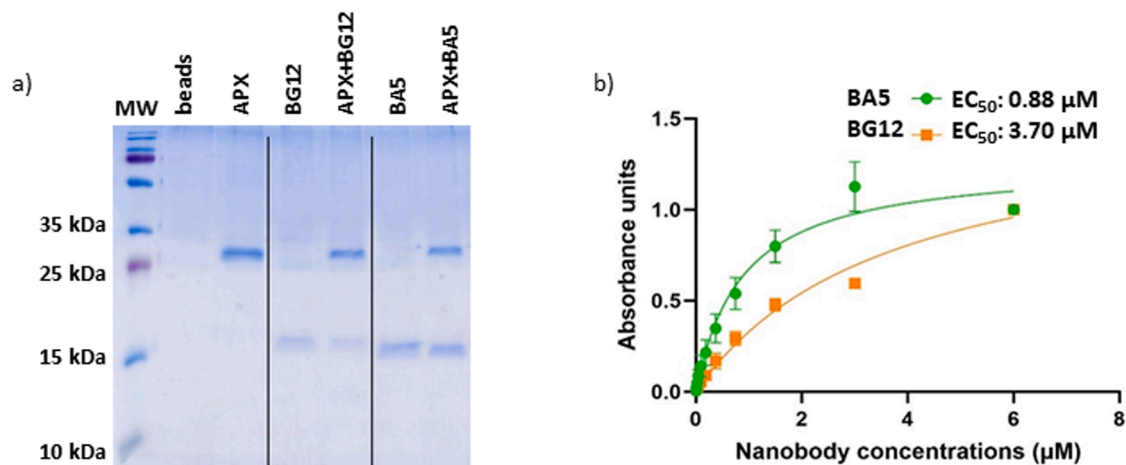 a)
MW
beads
APX
BG12
APX+BG12
BA5
APX+BA5
35 kDa
25 kDa
15 kDa
10 kDa
b)
BA5 EC50: 0.88 μM
BG12 EC50: 3.70 μM
1.5
1.0
0.5
0.0
0 2 4 6 8
Absorbance units
Nanobody concentrations (μM)